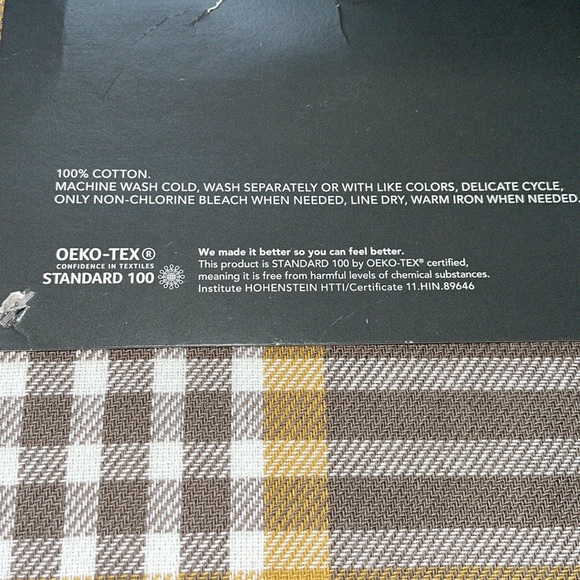 100% COTTON.
MACHINE WASH COLD, WASH SEPARATELY OR WITH LIKE COLORS, DELICATE CYCLE,
ONLY NON-CHLORINE BLEACH WHEN NEEDED, LINE DRY, WARM IRON WHEN NEEDED.
OEKO-TEX®
CONFIDENCE IN TEXTILES
STANDARD 100
We made it better so you can feel better.
This product is STANDARD 100 by OEKO-TEX® certified,
meaning it is free from harmful levels of chemical substances.
Institute HOHENSTEIN HTTI/Certificate 11.HIN.89646